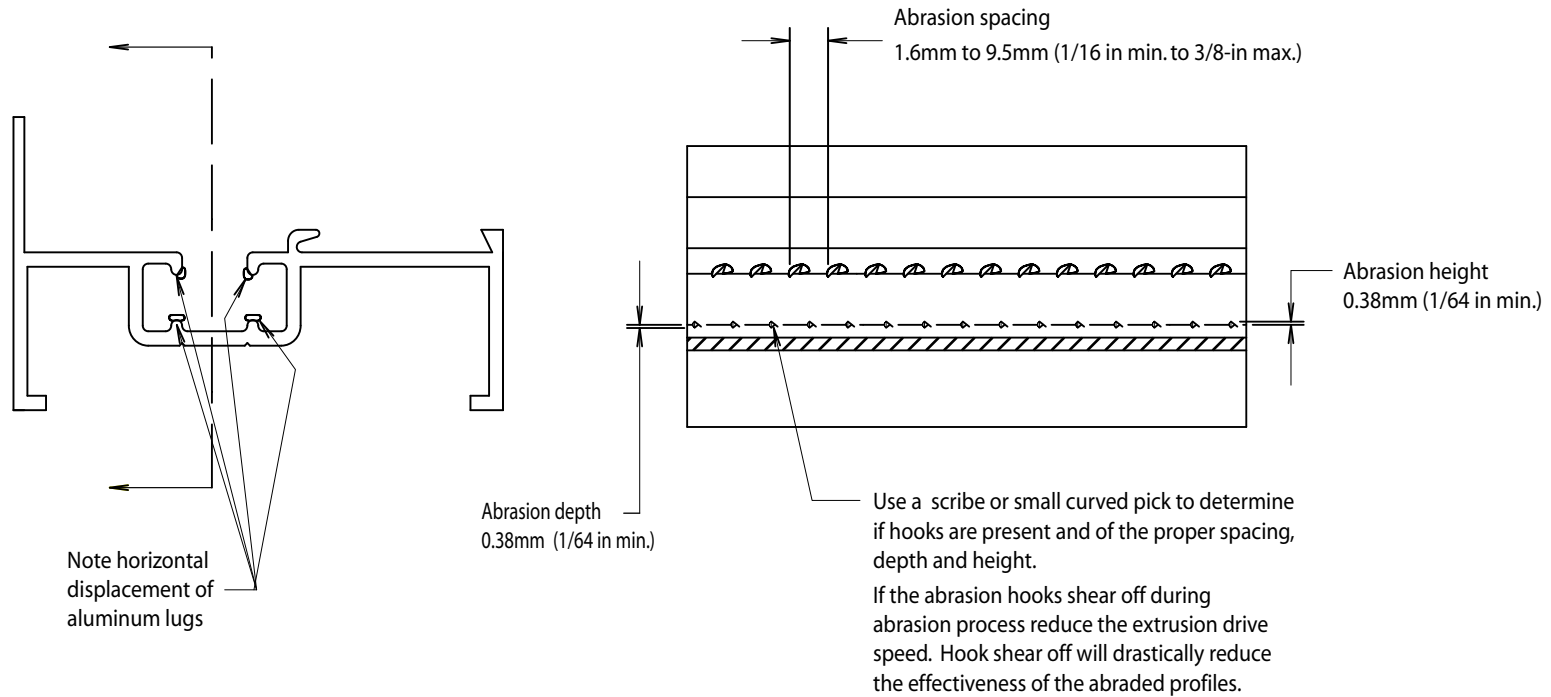 Abrasion spacing
1.6mm to 9.5mm (1/16 in min. to 3/8-in max.)
Abrasion height
0.38mm (1/64 in min.)
Abrasion depth
0.38mm (1/64 in min.)
Note horizontal
displacement of
aluminum lugs
Use a scribe or small curved pick to determine
if hooks are present and of the proper spacing,
depth and height.
If the abrasion hooks shear off during
abrasion process reduce the extrusion drive
speed. Hook shear off will drastically reduce
the effectiveness of the abraded profiles.